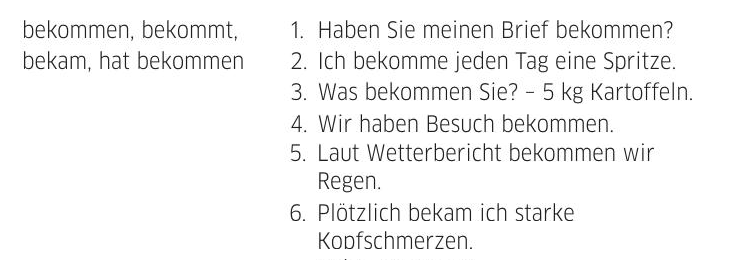 bekommen, bekommt,
bekam, hat bekommen
1. Haben Sie meinen Brief bekommen?
2. Ich bekomme jeden Tag eine Spritze.
3. Was bekommen Sie? – 5 kg Kartoffeln.
4. Wir haben Besuch bekommen.
5. Laut Wetterbericht bekommen wir
Regen.
6. Plötzlich bekam ich starke
Kopfschmerzen.